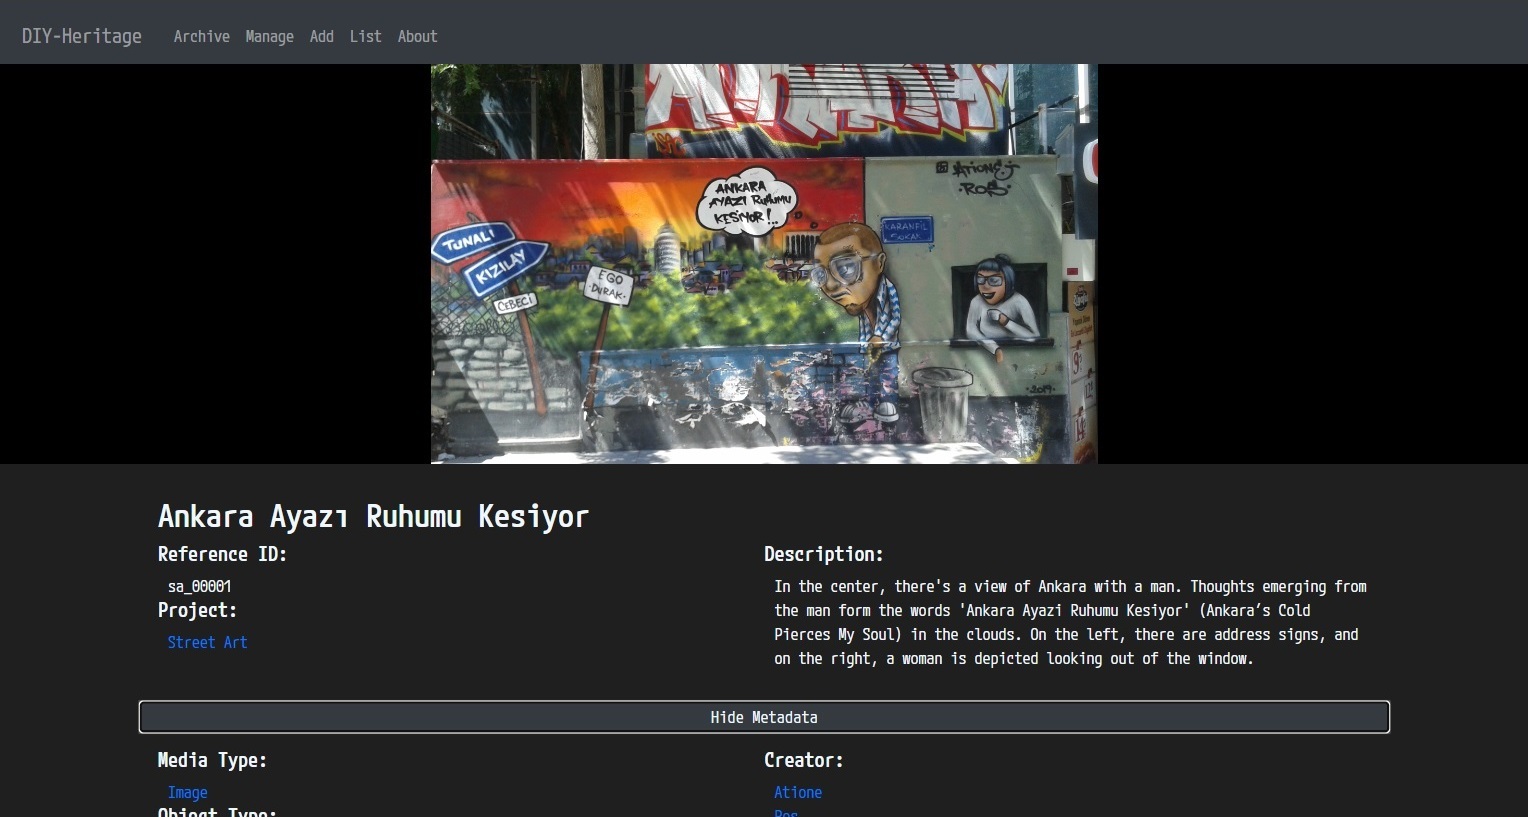 DIY-Heritage
Archive Manage Add List About
ANKARA
AYAZI RUHUMU
KESİYOR!..
ATIONE
ROS
KARANFİL
SOKAK
TUNALI
KIZILAY
CEBECİ
EGO
DURAK
2014
Ankara Ayazı Ruhumu Kesiyor
Reference ID:
sa_00001
Project:
Street Art
Description:
In the center, there's a view of Ankara with a man. Thoughts emerging from
the man form the words 'Ankara Ayazi Ruhumu Kesiyor' (Ankara’s Cold
Pierces My Soul) in the clouds. On the left, there are address signs, and
on the right, a woman is depicted looking out of the window.
Hide Metadata
Media Type:
Image
Object Type:
Creator:
Atione
Ros